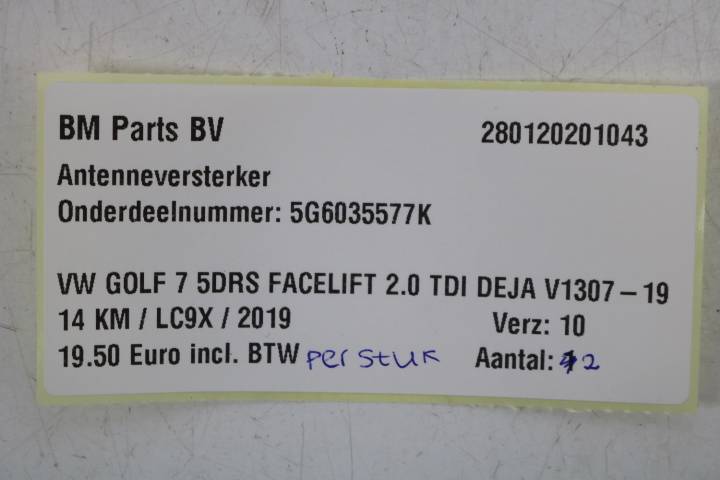 BM Parts BV 280120201043
Antenneversterker
Onderdeelnummer: 5G6035577K
VW GOLF 7 5DRS FACELIFT 2.0 TDI DEJA V1307-19
14 KM / LC9X / 2019 Verz: 10
19.50 Euro incl. BTW per stuk Aantal: 2